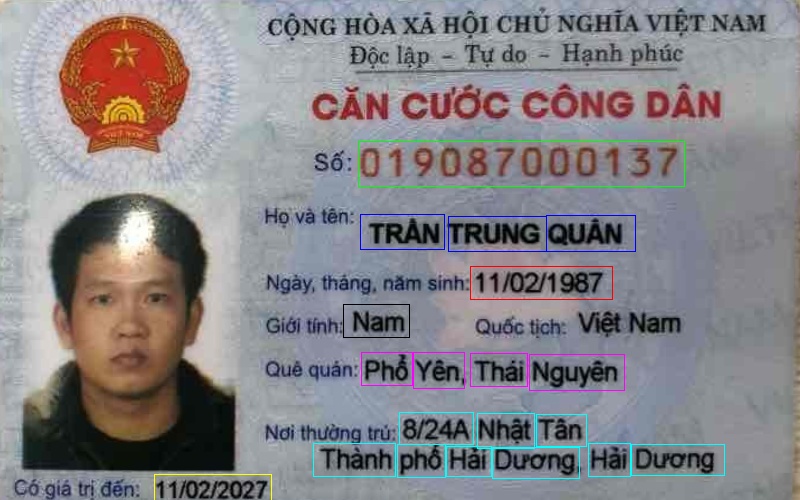 CỘNG HÒA XÃ HỘI CHỦ NGHĨA VIỆT NAM
Độc lập - Tự do - Hạnh phúc
CĂN CƯỚC CÔNG DÂN
Số: 019087000137
Họ và tên: TRẦN TRUNG QUÂN
Ngày, tháng, năm sinh: 11/02/1987
Giới tính: Nam Quốc tịch: Việt Nam
Quê quán: Phổ Yên, Thái Nguyên
Nơi thường trú: 8/24A Nhật Tân
Thành phố Hải Dương, Hải Dương
Có giá trị đến: 11/02/2027
VIỆT NAM